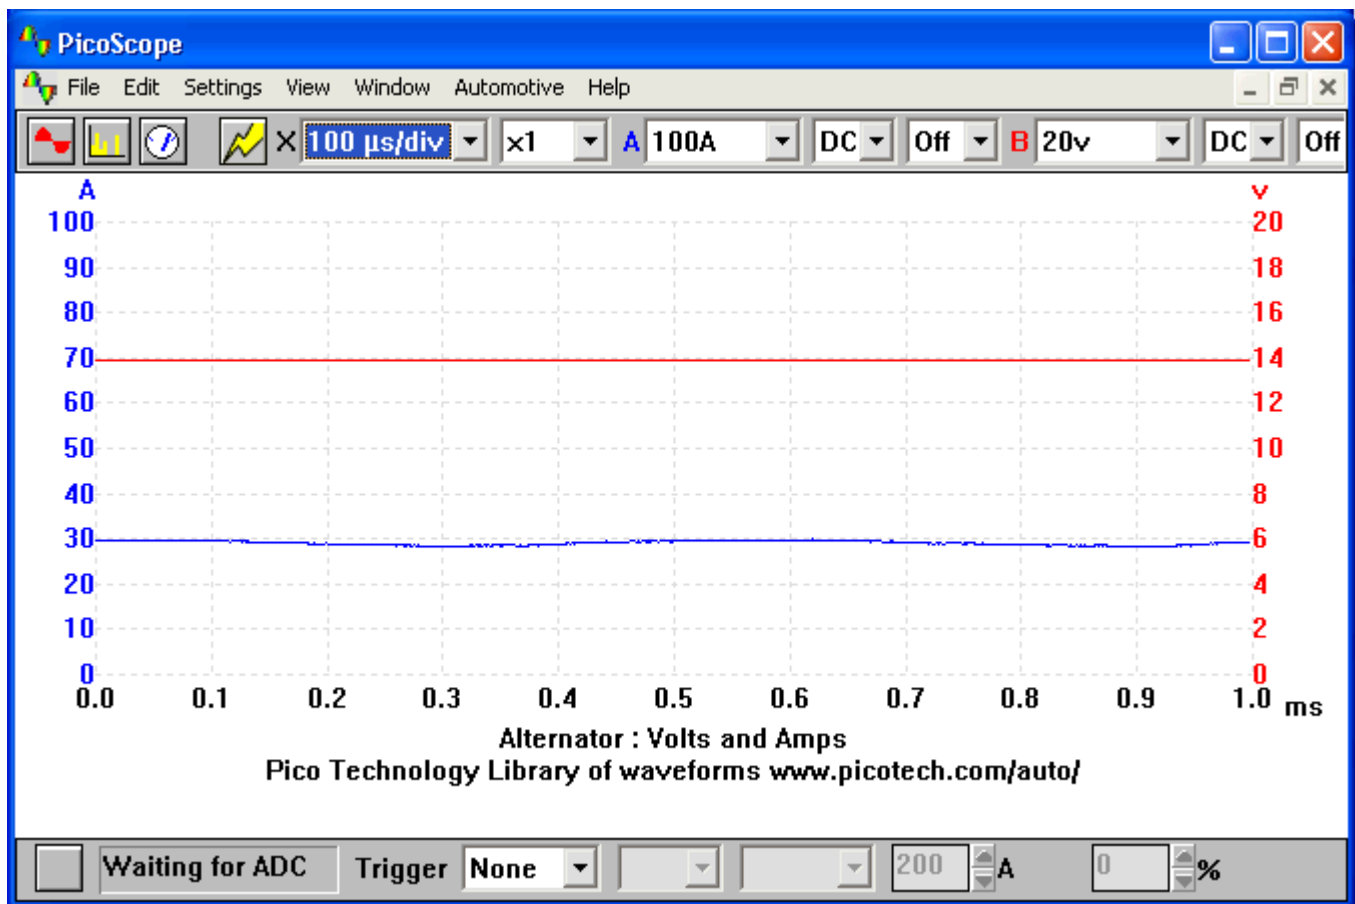 PicoScope
File Edit Settings View Window Automotive Help
X 100 µs/div x1 A 100A DC Off B 20v DC Off
A v
100 20
90 18
80 16
70 14
60 12
50 10
40 8
30 6
20 4
10 2
0 0
0.0 0.1 0.2 0.3 0.4 0.5 0.6 0.7 0.8 0.9 1.0 ms
Alternator : Volts and Amps
Pico Technology Library of waveforms www.picotech.com/auto/
Waiting for ADC Trigger None 200 A 0 %